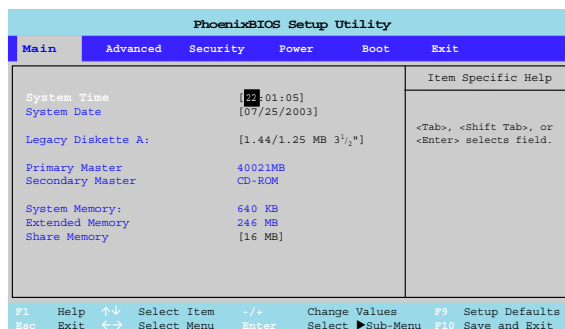 PhoenixBIOS Setup Utility
Main Advanced Security Power Boot Exit
Item Specific Help
System Time [22:01:05]
System Date [07/25/2003]
<Tab>, <Shift Tab>, or
<Enter> selects field.
Legacy Diskette A: [1.44/1.25 MB 3½"]
Primary Master 40021MB
Secondary Master CD-ROM
System Memory: 640 KB
Extended Memory 246 MB
Share Memory [16 MB]
F1 Help ↑↓ Select Item -/+ Change Values F9 Setup Defaults
Esc Exit ←→ Select Menu Enter Select ▶Sub-Menu F10 Save and Exit